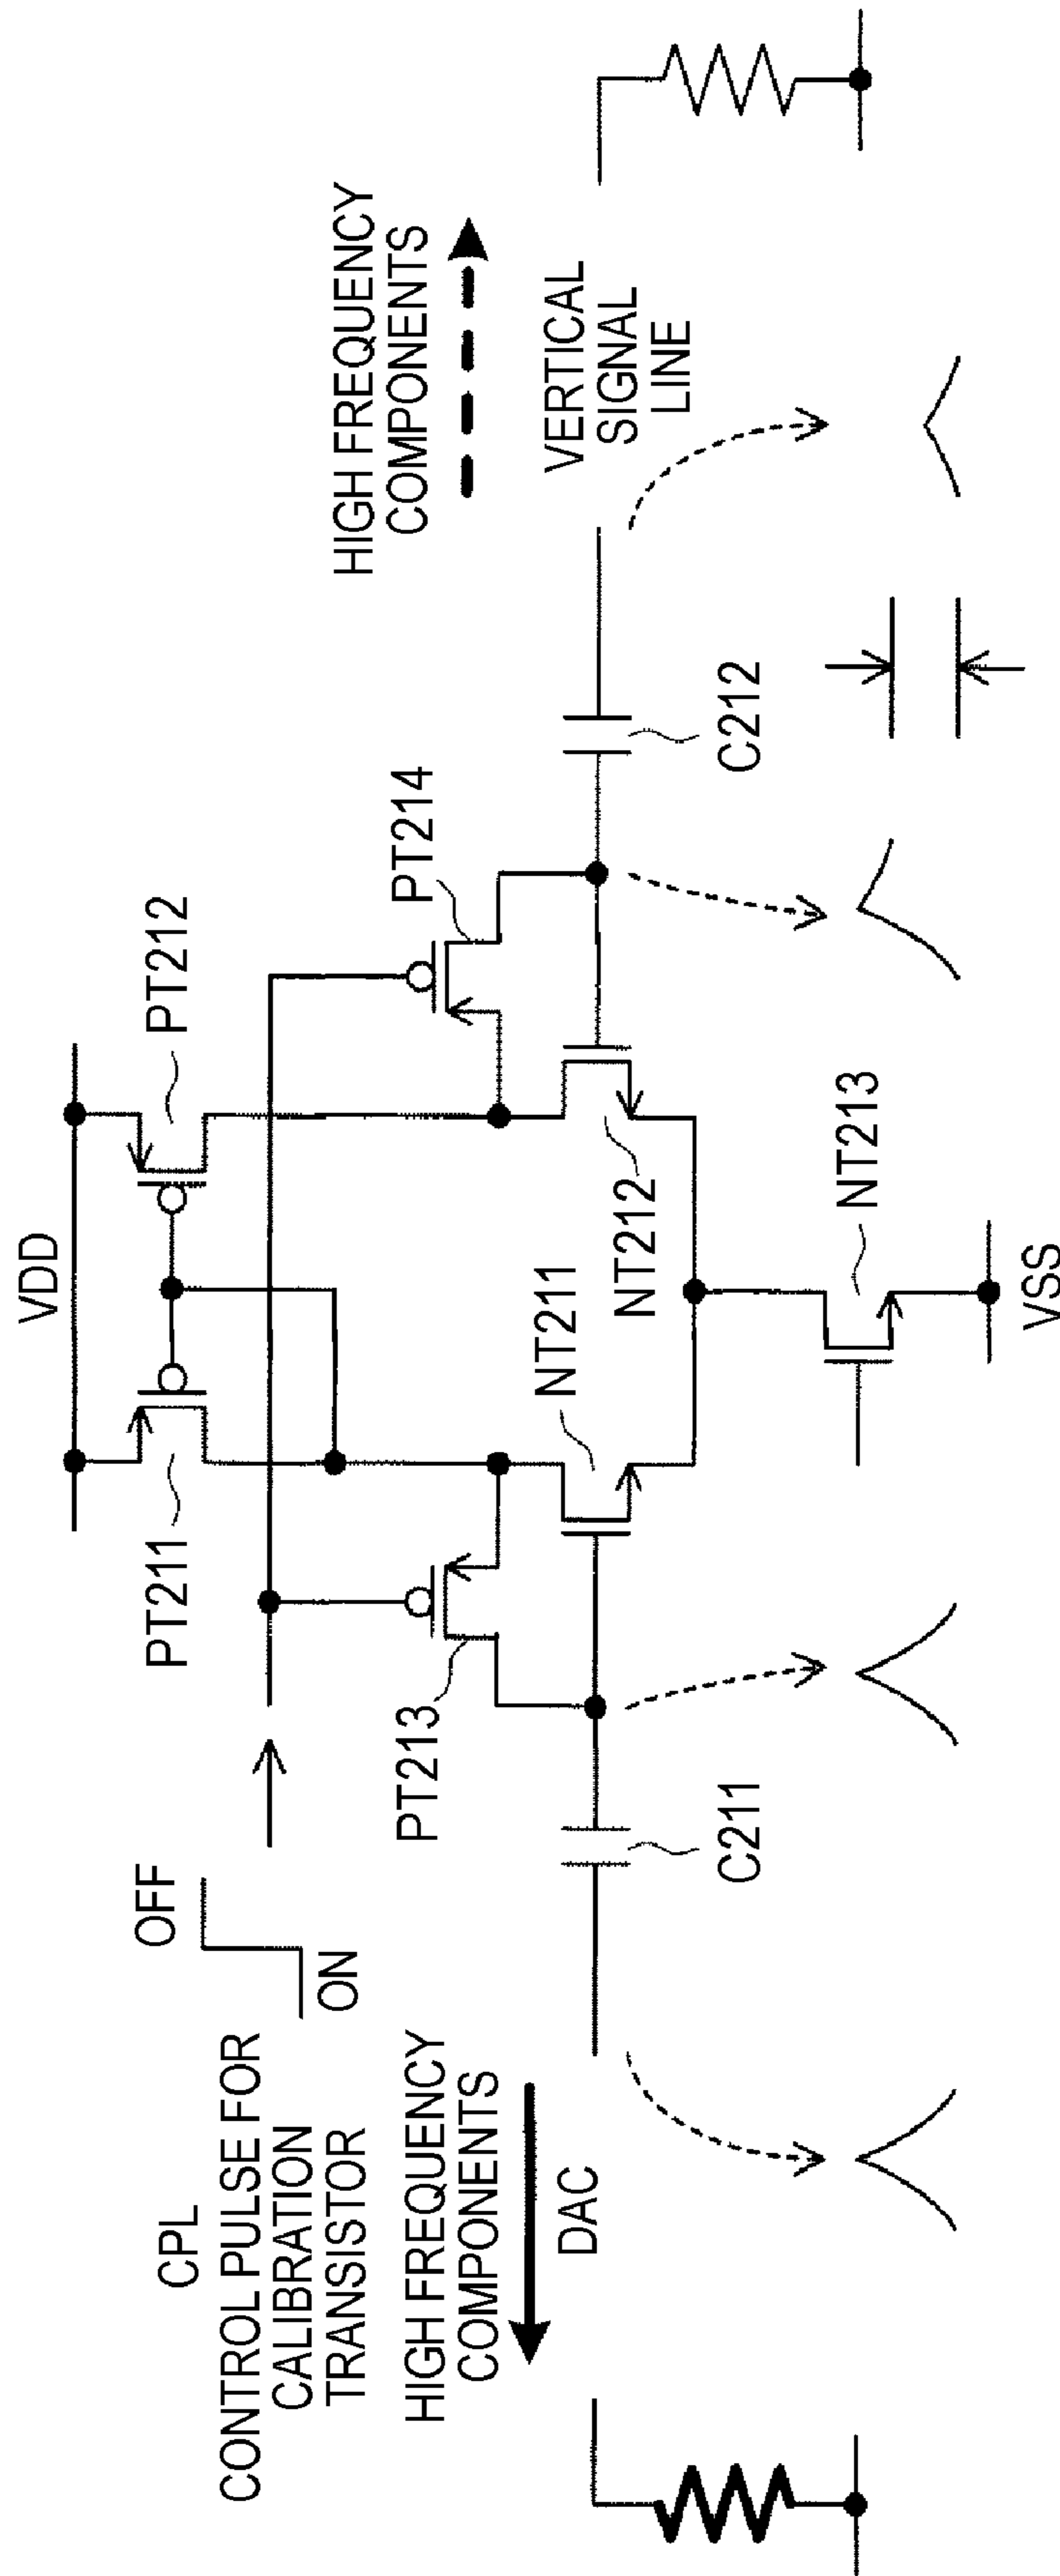 VDD
PT211
PT212
OFF
ON
CPL
CONTROL PULSE FOR
CALIBRATION
TRANSISTOR
PT213
PT214
HIGH FREQUENCY
COMPONENTS
HIGH FREQUENCY
COMPONENTS
DAC
NT211
NT212
VERTICAL
SIGNAL
LINE
C211
C212
NT213
VSS